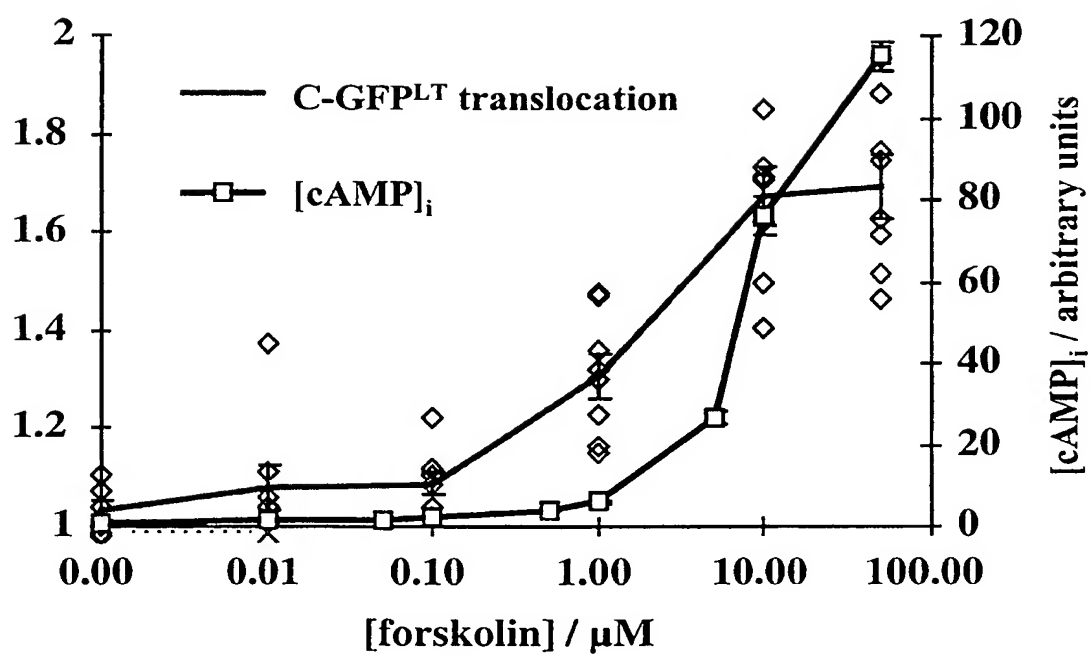 2
1.8
1.6
1.4
1.2
1
C-GFPLT translocation
[cAMP]i
120
100
80
60
40
20
0
[cAMP]i / arbitrary units
0.00 0.01 0.10 1.00 10.00 100.00
[forskolin] / µM